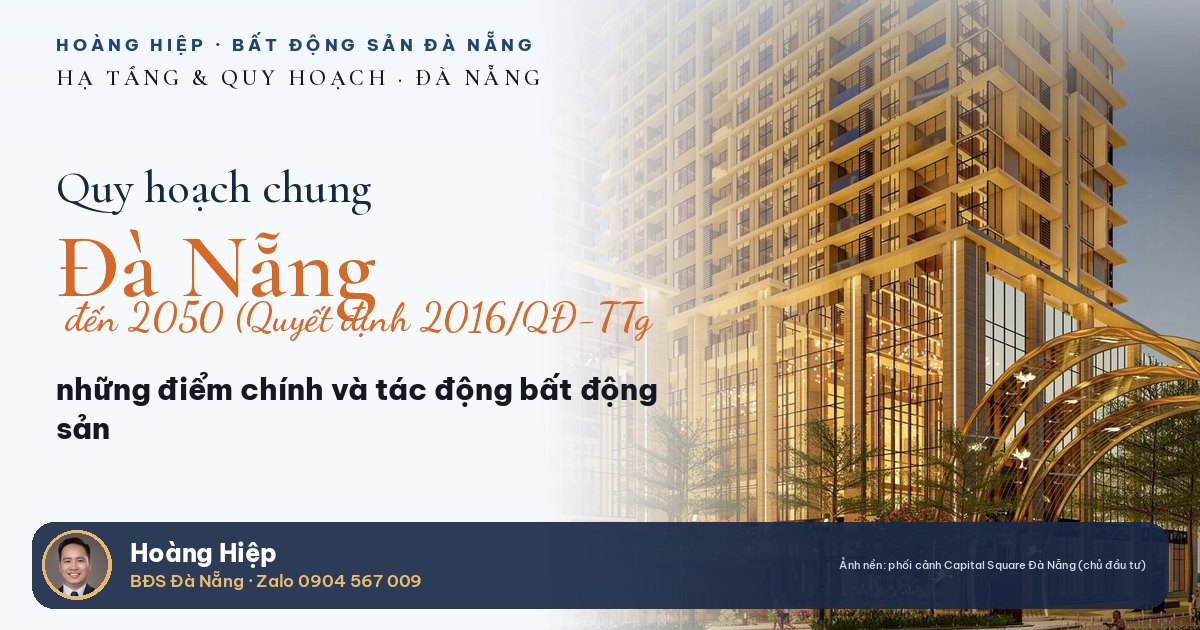 HOÀNG HIỆP · BẤT ĐỘNG SẢN ĐÀ NẴNG
HẠ TẦNG & QUY HOẠCH · ĐÀ NẴNG
Quy hoạch chung
Đà Nẵng
đến 2050 (Quyết định 2016/QĐ-TTg
những điểm chính và tác động bất động
sản
Hoàng Hiệp
BĐS Đà Nẵng · Zalo 0904 567 009
Ảnh nền: phối cảnh Capital Square Đà Nẵng (chủ đầu tư)